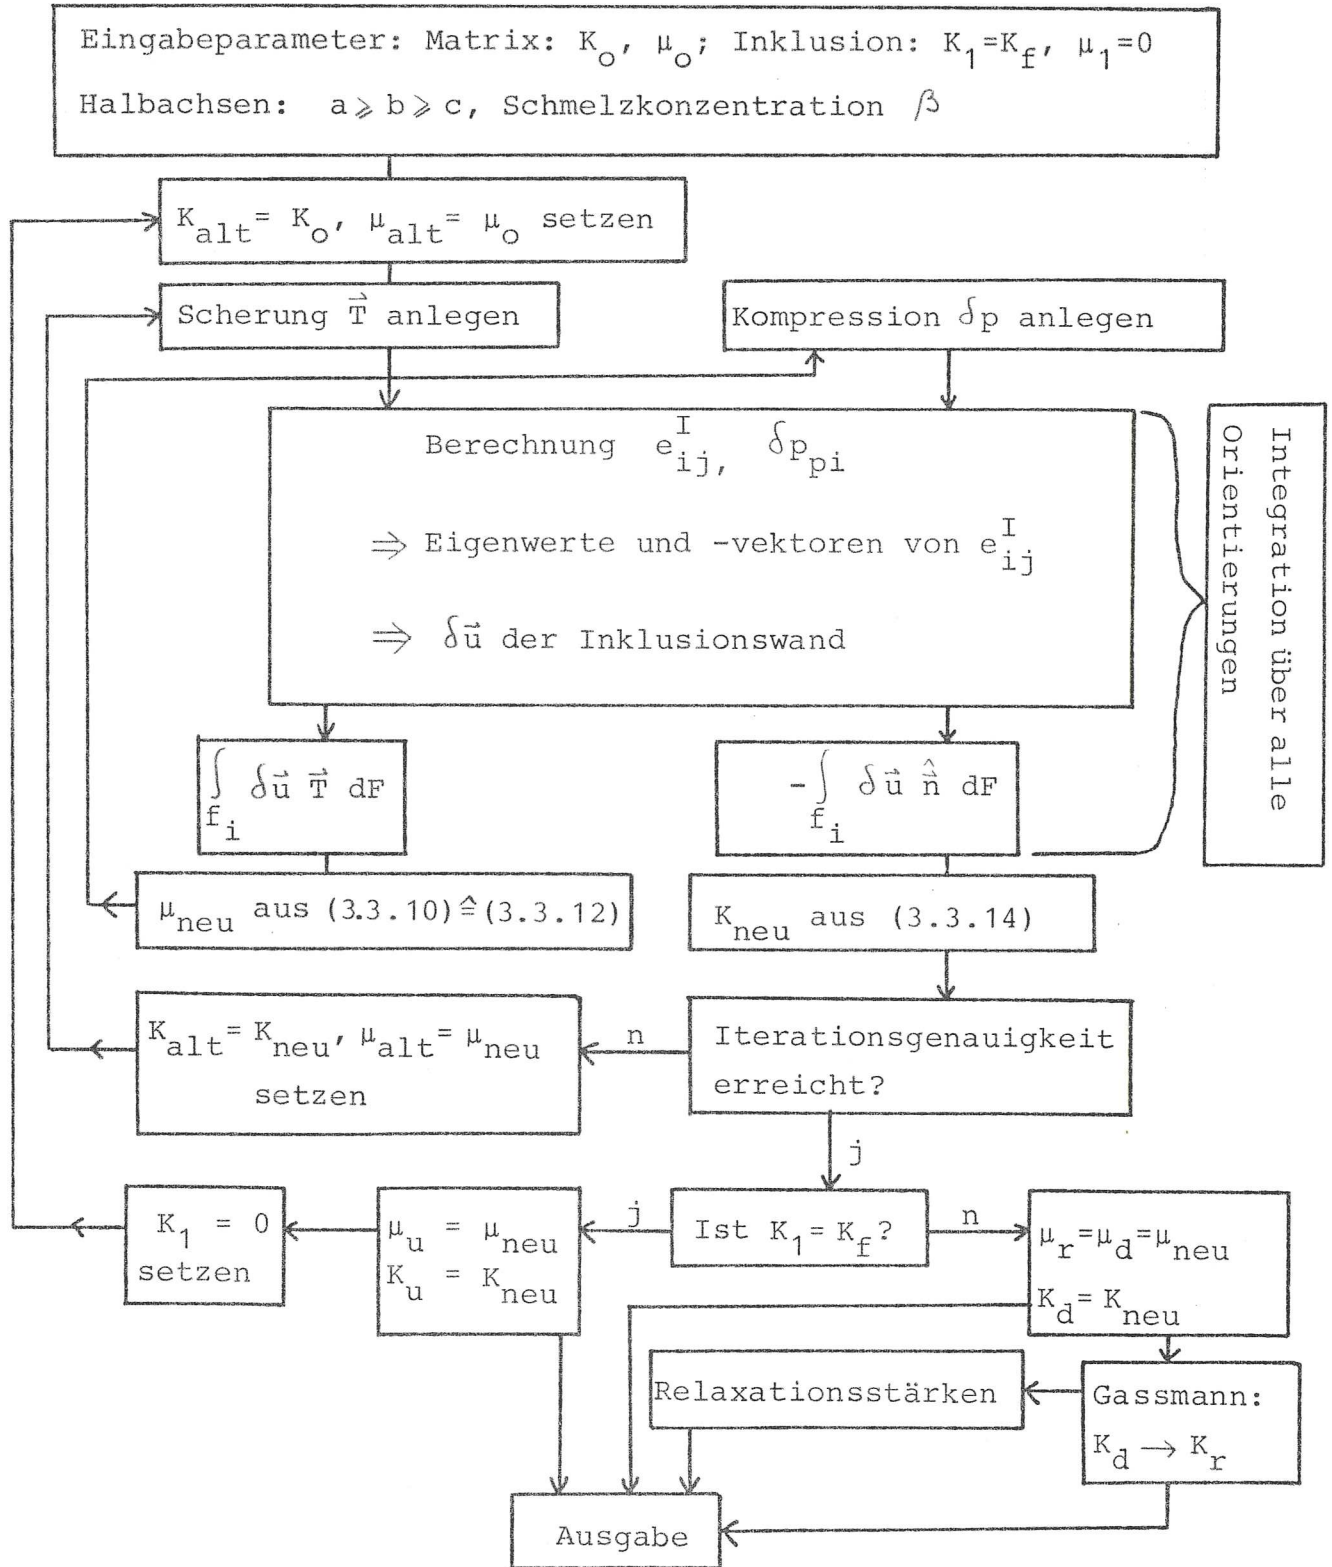 Eingabeparameter: Matrix: K_o, μ_o; Inklusion: K_1=K_f, μ_1=0
Halbachsen: a ⩾ b ⩾ c, Schmelzkonzentration β
K_alt = K_o, μ_alt = μ_o setzen
Scherung T⃗ anlegen
Kompression δp anlegen
Berechnung e^I_ij, δp_pi
⇒ Eigenwerte und -vektoren von e^I_ij
⇒ δu⃗ der Inklusionswand
Integration über alle
Orientierungen
∫_f_i δu⃗ T⃗ dF
-∫_f_i δu⃗ n̂⃗ dF
μ_neu aus (3.3.10)≙(3.3.12)
K_neu aus (3.3.14)
K_alt = K_neu, μ_alt = μ_neu
setzen
n
Iterationsgenauigkeit
erreicht?
j
K_1 = 0
setzen
μ_u = μ_neu
K_u = K_neu
j
Ist K_1 = K_f?
n
μ_r=μ_d=μ_neu
K_d = K_neu
Relaxationsstärken
Gassmann:
K_d → K_r
Ausgabe